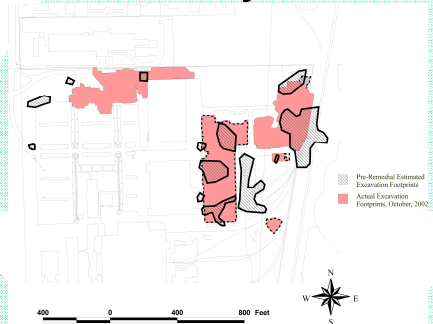 Pre-Remedial Estimated
Excavation Footprints
Actual Excavation
Footprints, October, 2002
N
W
E
S
400
0
400
800 Feet